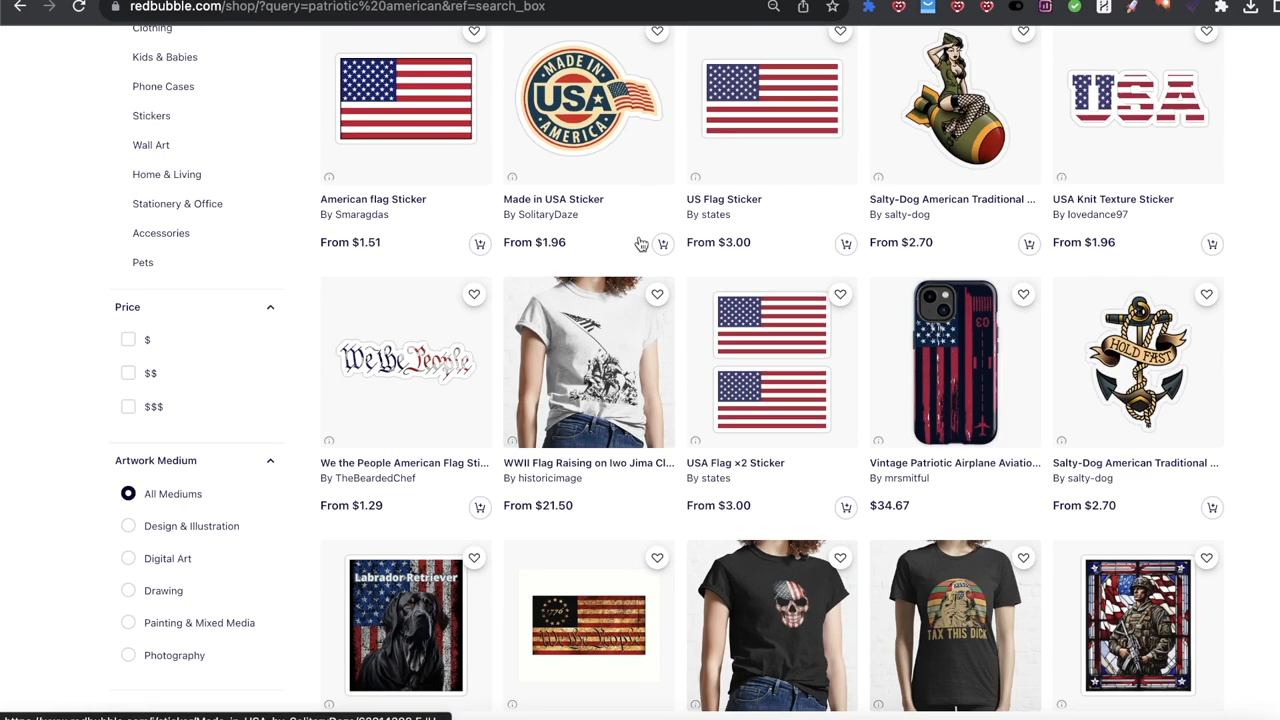 redbubble.com/shop/?query=patriotic%20american&ref=search_box
Clothing
Kids & Babies
Phone Cases
Stickers
Wall Art
Home & Living
Stationery & Office
Accessories
Pets
Price
$
$$
$$$
Artwork Medium
All Mediums
Design & Illustration
Digital Art
Drawing
Painting & Mixed Media
Photography
MADE IN
USA
AMERICA
USA
American flag Sticker
By Smaragdas
From $1.51
Made in USA Sticker
By SolitaryDaze
From $1.96
US Flag Sticker
By states
From $3.00
Salty-Dog American Traditional ...
By salty-dog
From $2.70
USA Knit Texture Sticker
By lovedance97
From $1.96
We the People
03
HOLD FAST
We the People American Flag Sti...
By TheBeardedChef
From $1.29
WWII Flag Raising on Iwo Jima Cl...
By historicimage
From $21.50
USA Flag ×2 Sticker
By states
From $3.00
Vintage Patriotic Airplane Aviatio...
By mrsmitful
$34.67
Salty-Dog American Traditional ...
By salty-dog
From $2.70
Labrador Retriever
1776
We the People
TAX THIS DICK